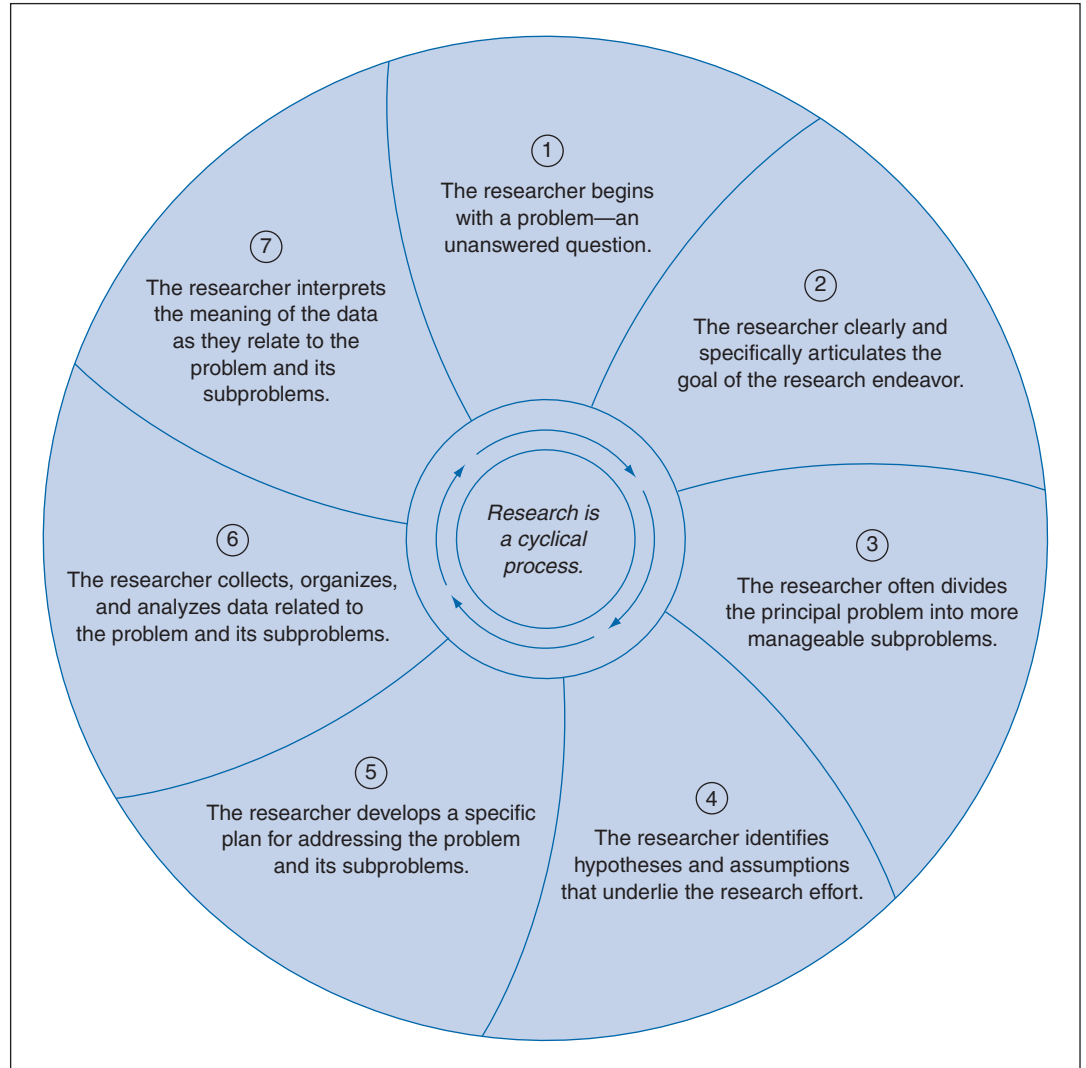 1
The researcher begins
with a problem—an
unanswered question.
2
The researcher clearly and
specifically articulates the
goal of the research endeavor.
3
The researcher often divides
the principal problem into more
manageable subproblems.
4
The researcher identifies
hypotheses and assumptions
that underlie the research effort.
5
The researcher develops a specific
plan for addressing the problem
and its subproblems.
6
The researcher collects, organizes,
and analyzes data related to
the problem and its subproblems.
7
The researcher interprets
the meaning of the data
as they relate to the
problem and its
subproblems.
Research is
a cyclical
process.